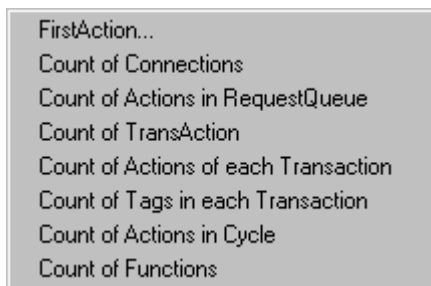 FirstAction...
Count of Connections
Count of Actions in RequestQueue
Count of TransAction
Count of Actions of each Transaction
Count of Tags in each Transaction
Count of Actions in Cycle
Count of Functions